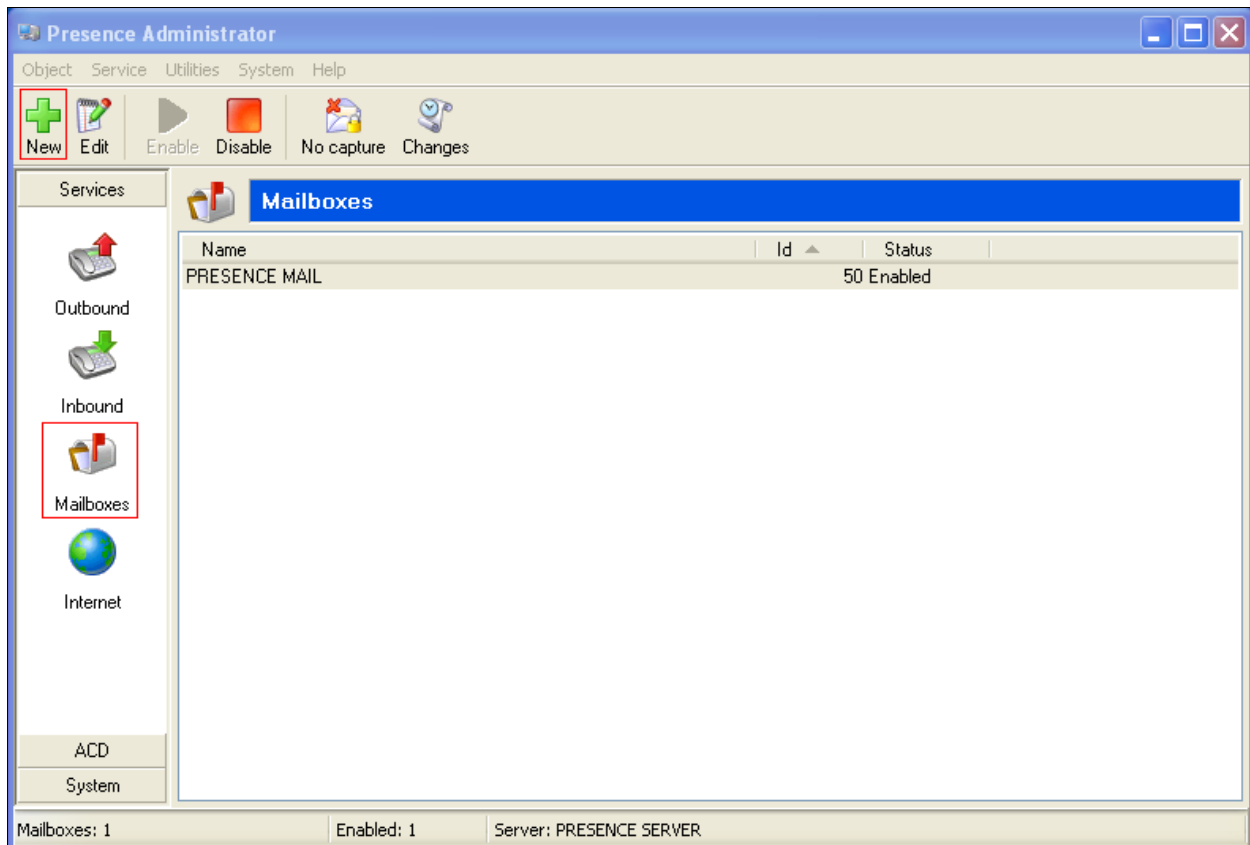 Presence Administrator
Object Service Utilities System Help
New Edit Enable Disable No capture Changes
Services
Mailboxes
Name Id Status
PRESENCE MAIL 50 Enabled
Outbound
Inbound
Mailboxes
Internet
ACD
System
Mailboxes: 1 Enabled: 1 Server: PRESENCE SERVER